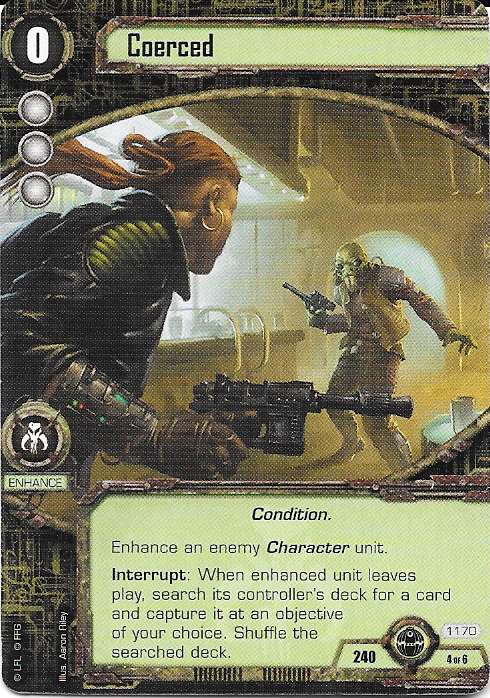 0
Coerced
ENHANCE
Condition.
Enhance an enemy Character unit.
Interrupt: When enhanced unit leaves
play, search its controller's deck for a card
and capture it at an objective
of your choice. Shuffle the
searched deck.
240
1170
4 OF 6
© LFL © FFG
Illus. Aaron Riley